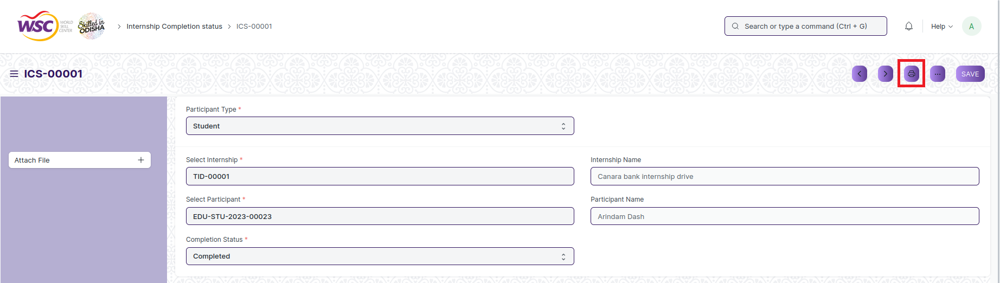 WSC WORLD SKILL CENTER
Skilled in ODISHA
Internship Completion status
ICS-00001
Search or type a command (Ctrl + G)
Help
A
ICS-00001
SAVE
Participant Type *
Student
Attach File
Select Internship *
Internship Name
TID-00001
Canara bank internship drive
Select Participant *
Participant Name
EDU-STU-2023-00023
Arindam Dash
Completion Status *
Completed